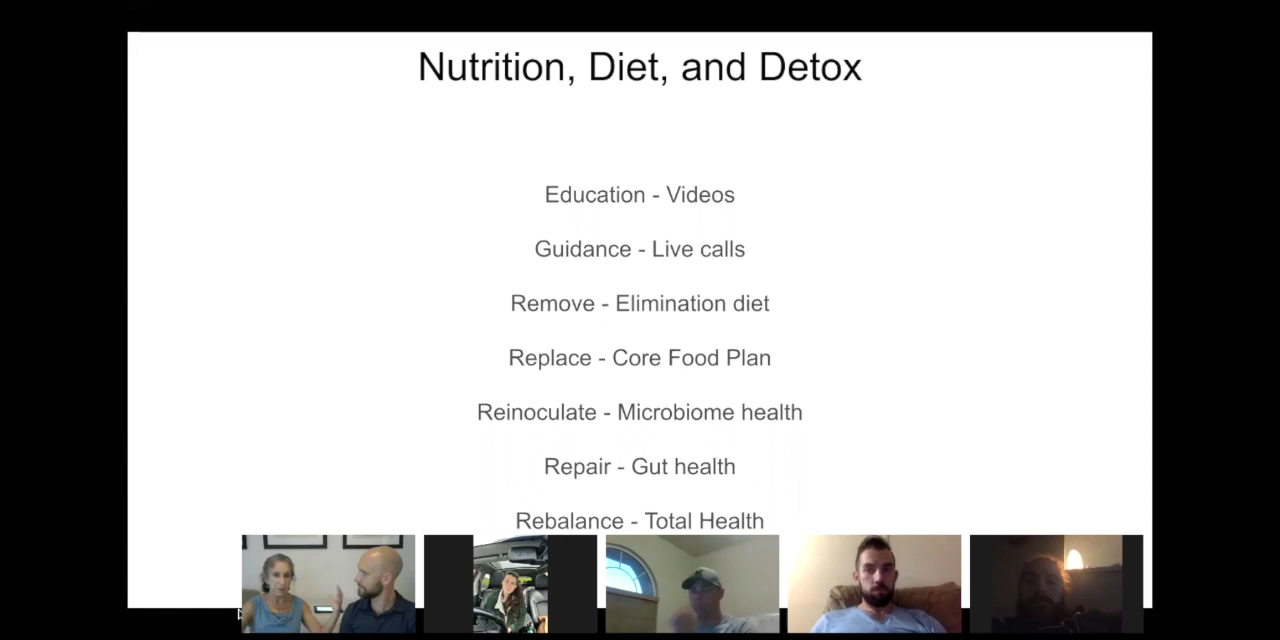 Nutrition, Diet, and Detox
Education - Videos
Guidance - Live calls
Remove - Elimination diet
Replace - Core Food Plan
Reinoculate - Microbiome health
Repair - Gut health
Rebalance - Total Health